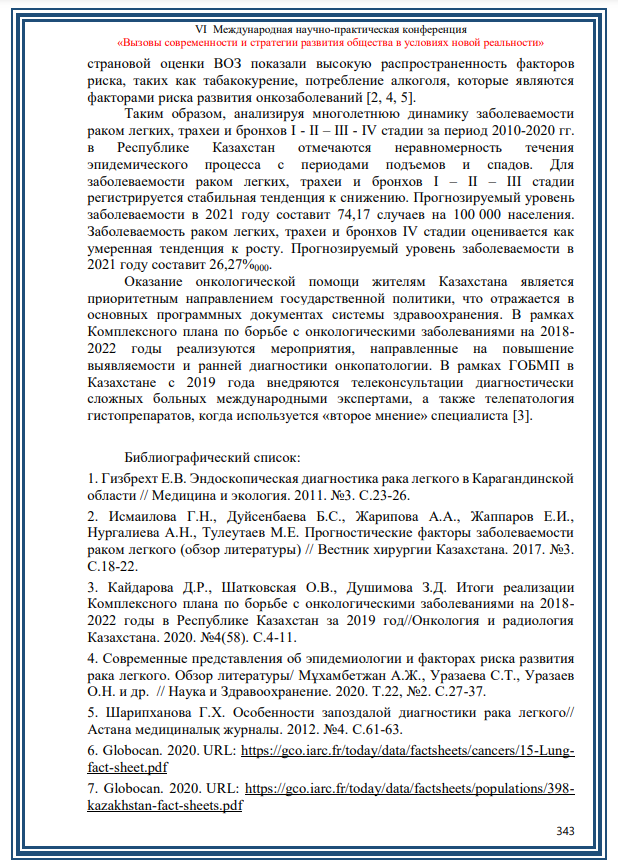 VI Международная научно-практическая конференция
«Вызовы современности и стратегии развития общества в условиях новой реальности»
страновой оценки ВОЗ показали высокую распространенность факторов
риска, таких как табакокурение, потребление алкоголя, которые являются
факторами риска развития онкозаболеваний [2, 4, 5].
Таким образом, анализируя многолетнюю динамику заболеваемости
раком легких, трахеи и бронхов I - II – III - IV стадии за период 2010-2020 гг.
в Республике Казахстан отмечаются неравномерность течения
эпидемического процесса с периодами подъемов и спадов. Для
заболеваемости раком легких, трахеи и бронхов I – II – III стадии
регистрируется стабильная тенденция к снижению. Прогнозируемый уровень
заболеваемости в 2021 году составит 74,17 случаев на 100 000 населения.
Заболеваемость раком легких, трахеи и бронхов IV стадии оценивается как
умеренная тенденция к росту. Прогнозируемый уровень заболеваемости в
2021 году составит 26,27%000.
Оказание онкологической помощи жителям Казахстана является
приоритетным направлением государственной политики, что отражается в
основных программных документах системы здравоохранения. В рамках
Комплексного плана по борьбе с онкологическими заболеваниями на 2018-
2022 годы реализуются мероприятия, направленные на повышение
выявляемости и ранней диагностики онкопатологии. В рамках ГОБМП в
Казахстане с 2019 года внедряются телеконсультации диагностически
сложных больных международными экспертами, а также телепатология
гистопрепаратов, когда используется «второе мнение» специалиста [3].
Библиографический список:
1. Гизбрехт Е.В. Эндоскопическая диагностика рака легкого в Карагандинской
области // Медицина и экология. 2011. №3. С.23-26.
2. Исмаилова Г.Н., Дуйсенбаева Б.С., Жарипова А.А., Жаппаров Е.И.,
Нургалиева А.Н., Тулеутаев М.Е. Прогностические факторы заболеваемости
раком легкого (обзор литературы) // Вестник хирургии Казахстана. 2017. №3.
С.18-22.
3. Кайдарова Д.Р., Шатковская О.В., Душимова З.Д. Итоги реализации
Комплексного плана по борьбе с онкологическими заболеваниями на 2018-
2022 годы в Республике Казахстан за 2019 год//Онкология и радиология
Казахстана. 2020. №4(58). С.4-11.
4. Современные представления об эпидемиологии и факторах риска развития
рака легкого. Обзор литературы/ Мұхамбетжан А.Ж., Уразаева С.Т., Уразаев
О.Н. и др. // Наука и Здравоохранение. 2020. Т.22, №2. С.27-37.
5. Шарипханова Г.Х. Особенности запоздалой диагностики рака легкого//
Астана медициналық журналы. 2012. №4. С.61-63.
6. Globocan. 2020. URL: https://gco.iarc.fr/today/data/factsheets/cancers/15-Lung-
fact-sheet.pdf
7. Globocan. 2020. URL: https://gco.iarc.fr/today/data/factsheets/populations/398-
kazakhstan-fact-sheets.pdf
343